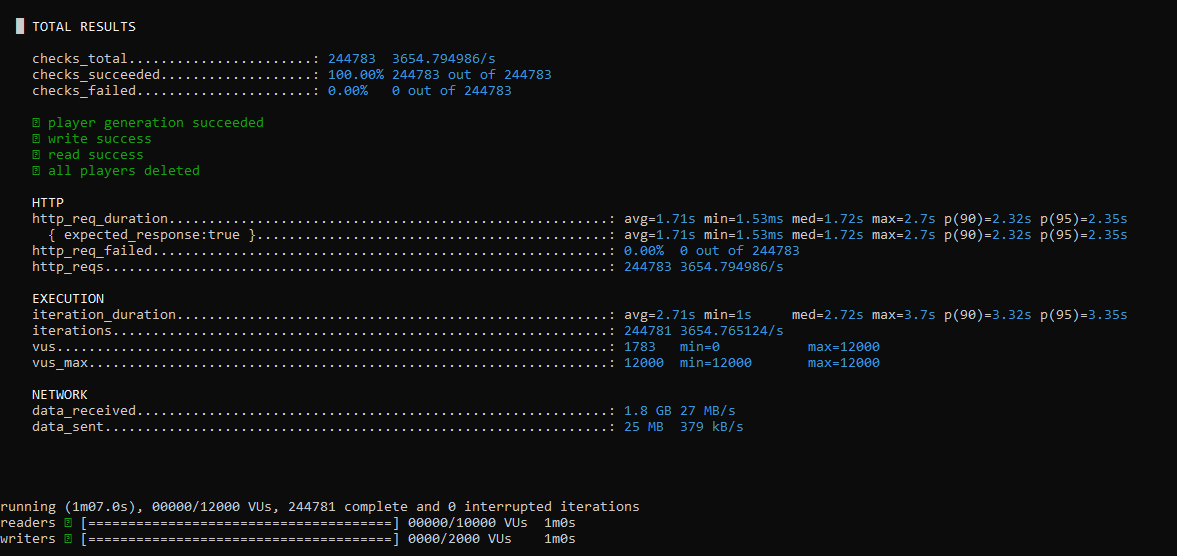 TOTAL RESULTS
checks_total.......................: 244783 3654.794986/s
checks_succeeded...................: 100.00% 244783 out of 244783
checks_failed......................: 0.00% 0 out of 244783
player generation succeeded
write success
read success
all players deleted
HTTP
http_req_duration.......................................................: avg=1.71s min=1.53ms med=1.72s max=2.7s p(90)=2.32s p(95)=2.35s
{ expected_response:true }............................................: avg=1.71s min=1.53ms med=1.72s max=2.7s p(90)=2.32s p(95)=2.35s
http_req_failed.........................................................: 0.00% 0 out of 244783
http_reqs...............................................................: 244783 3654.794986/s
EXECUTION
iteration_duration......................................................: avg=2.71s min=1s med=2.72s max=3.7s p(90)=3.32s p(95)=3.35s
iterations..............................................................: 244781 3654.765124/s
vus.....................................................................: 1783 min=0 max=12000
vus_max.................................................................: 12000 min=12000 max=12000
NETWORK
data_received...........................................................: 1.8 GB 27 MB/s
data_sent...............................................................: 25 MB 379 kB/s
running (1m07.0s), 00000/12000 VUs, 244781 complete and 0 interrupted iterations
readers [======================================] 00000/10000 VUs 1m0s
writers [======================================] 0000/2000 VUs 1m0s